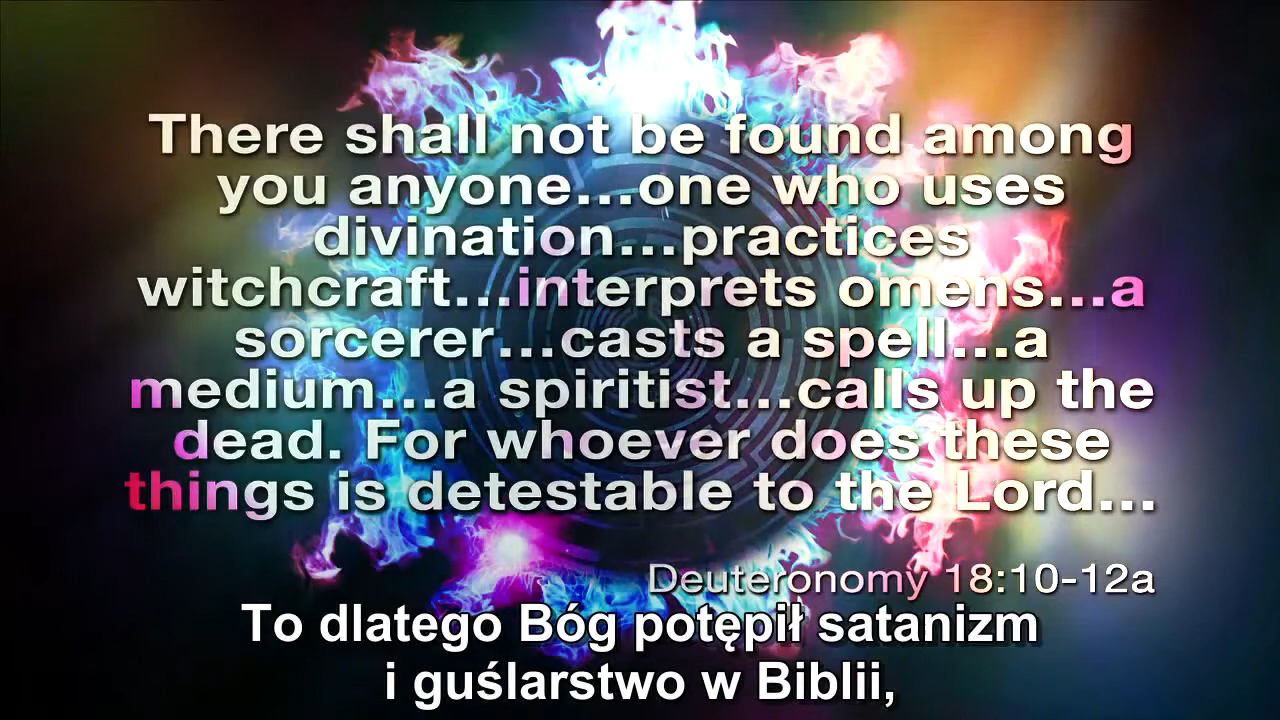 There shall not be found among
you anyone...one who uses
divination...practices
witchcraft...interprets omens...a
sorcerer...casts a spell...a
medium...a spiritist...calls up the
dead. For whoever does these
things is detestable to the Lord...
Deuteronomy 18:10-12a
To dlatego Bóg potępił satanizm
i guślarstwo w Biblii,